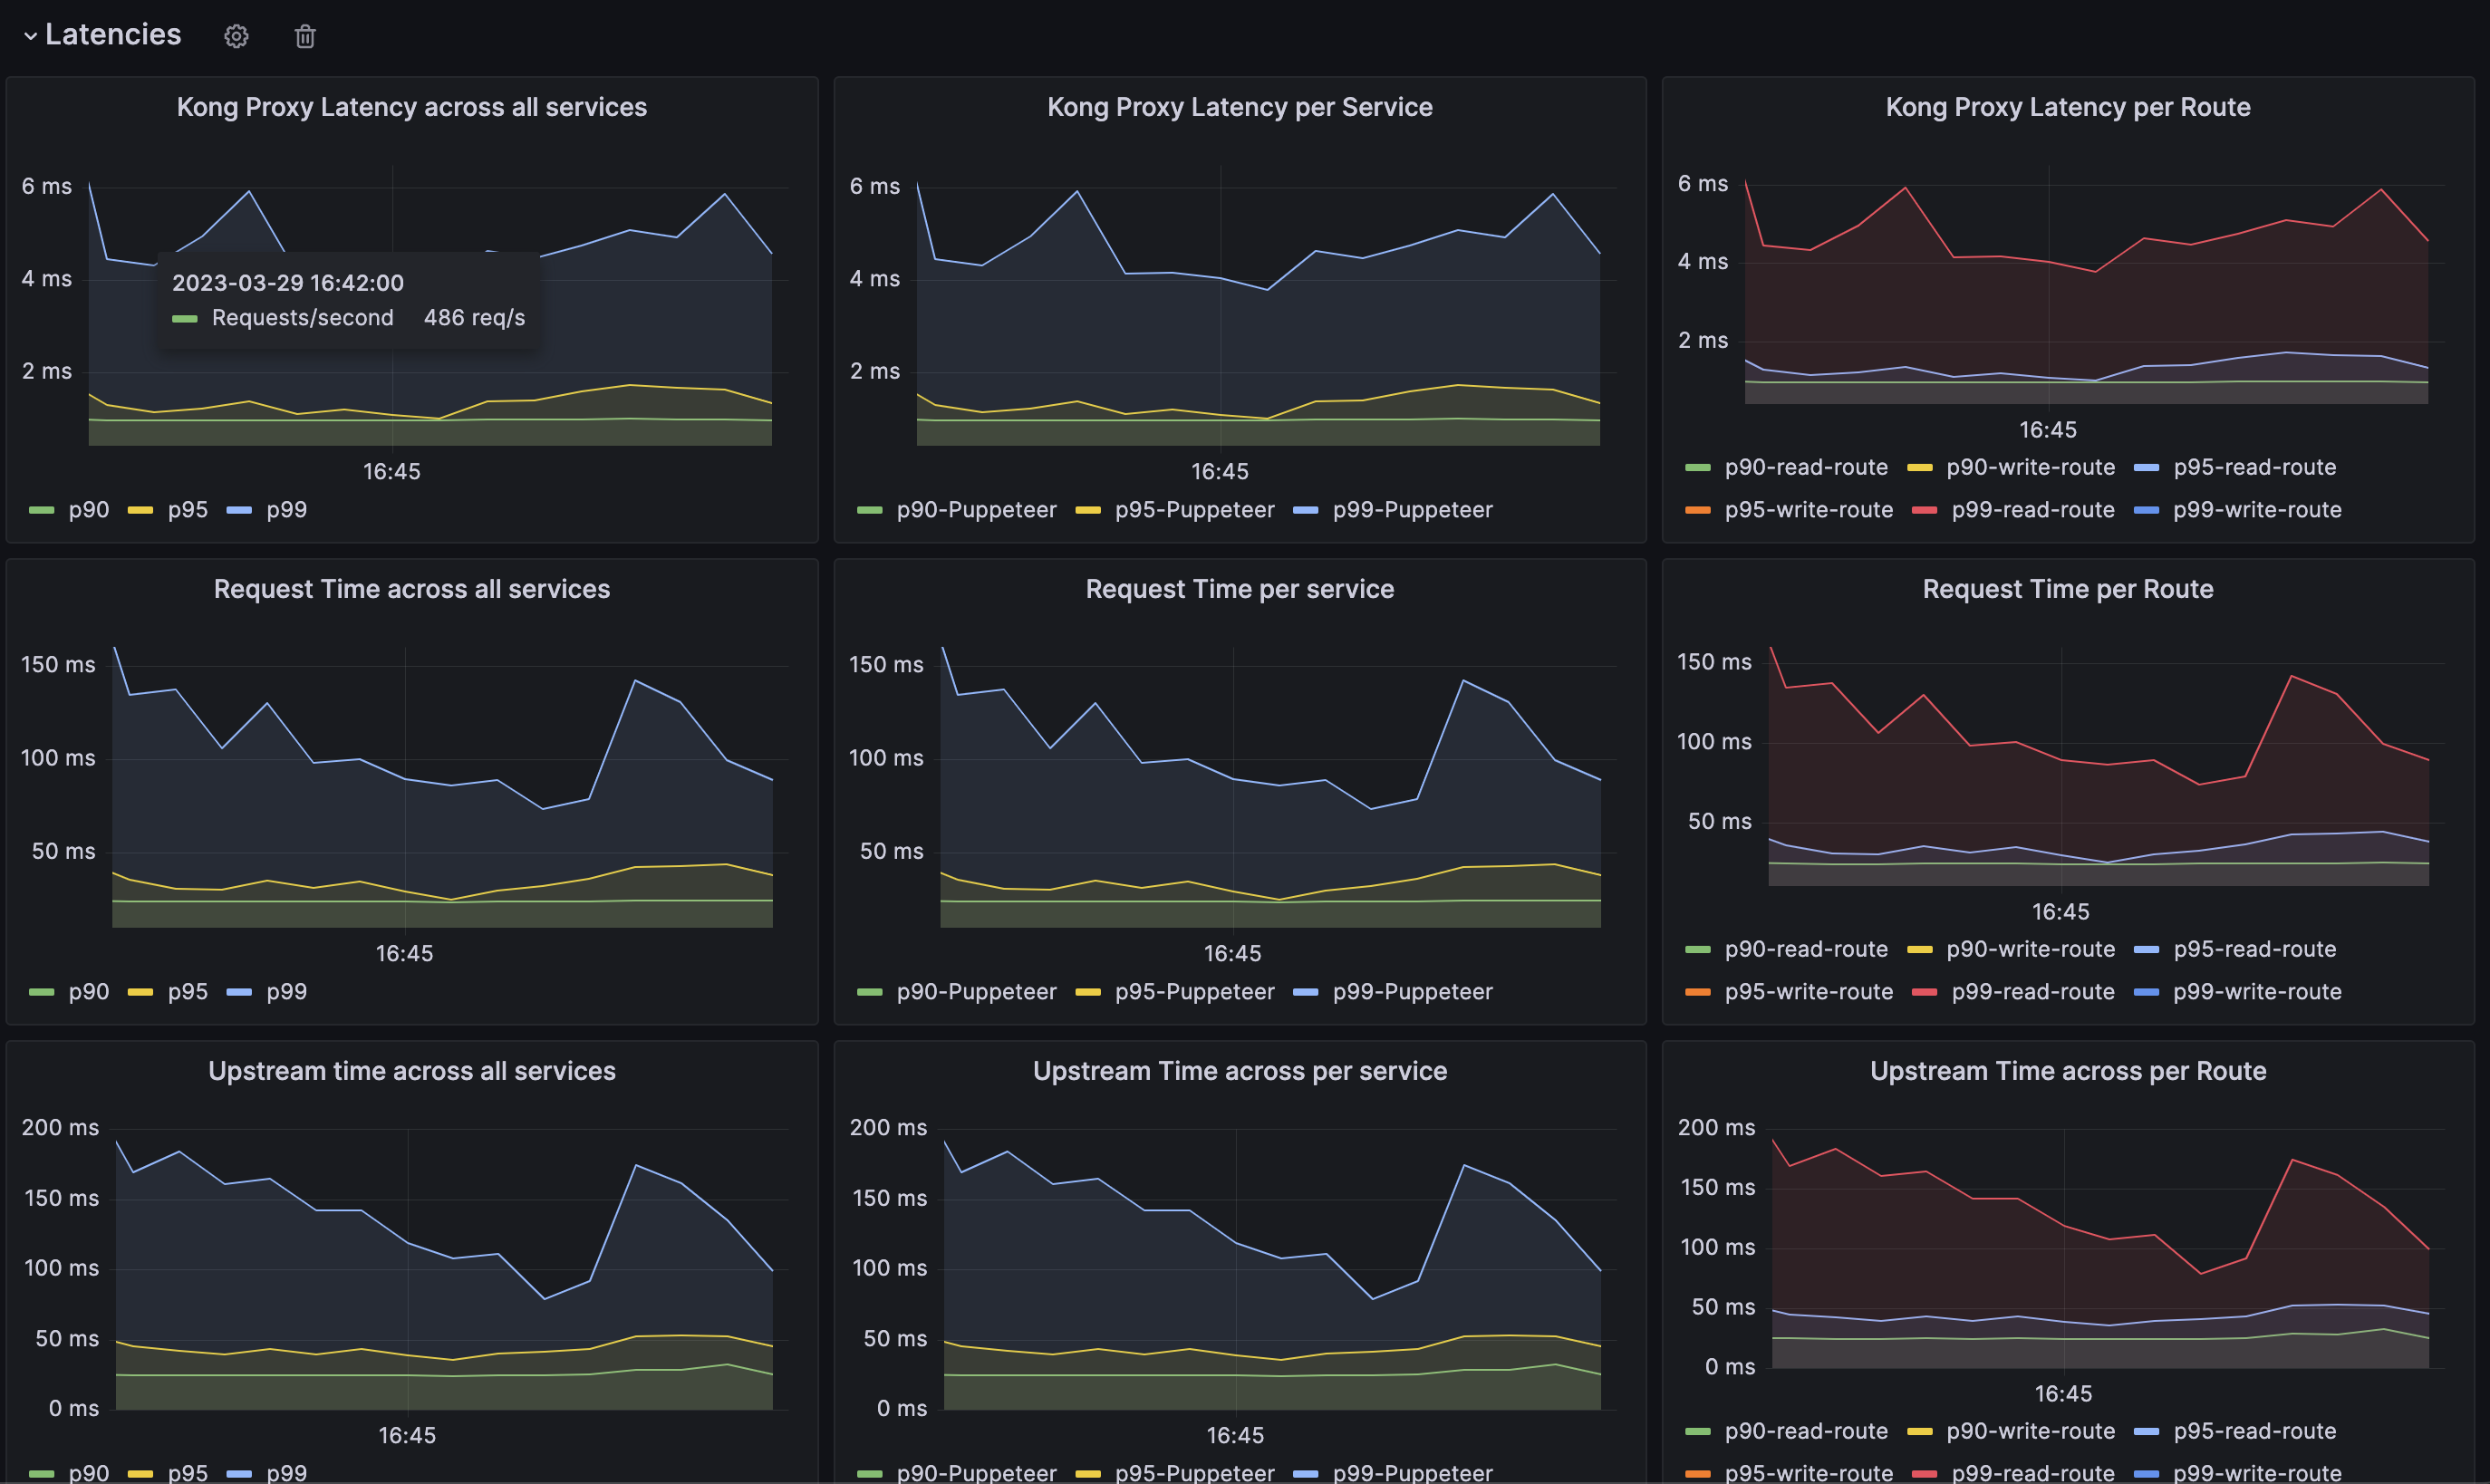 Latencies
Kong Proxy Latency across all services
6 ms
4 ms
2 ms
2023-03-29 16:42:00
Requests/second 486 req/s
16:45
p90 p95 p99
Kong Proxy Latency per Service
6 ms
4 ms
2 ms
16:45
p90-Puppeteer p95-Puppeteer p99-Puppeteer
Kong Proxy Latency per Route
6 ms
4 ms
2 ms
16:45
p90-read-route p90-write-route p95-read-route
p95-write-route p99-read-route p99-write-route
Request Time across all services
150 ms
100 ms
50 ms
16:45
p90 p95 p99
Request Time per service
150 ms
100 ms
50 ms
16:45
p90-Puppeteer p95-Puppeteer p99-Puppeteer
Request Time per Route
150 ms
100 ms
50 ms
16:45
p90-read-route p90-write-route p95-read-route
p95-write-route p99-read-route p99-write-route
Upstream time across all services
200 ms
150 ms
100 ms
50 ms
0 ms
16:45
p90 p95 p99
Upstream Time across per service
200 ms
150 ms
100 ms
50 ms
0 ms
16:45
p90-Puppeteer p95-Puppeteer p99-Puppeteer
Upstream Time across per Route
200 ms
150 ms
100 ms
50 ms
0 ms
16:45
p90-read-route p90-write-route p95-read-route
p95-write-route p99-read-route p99-write-route